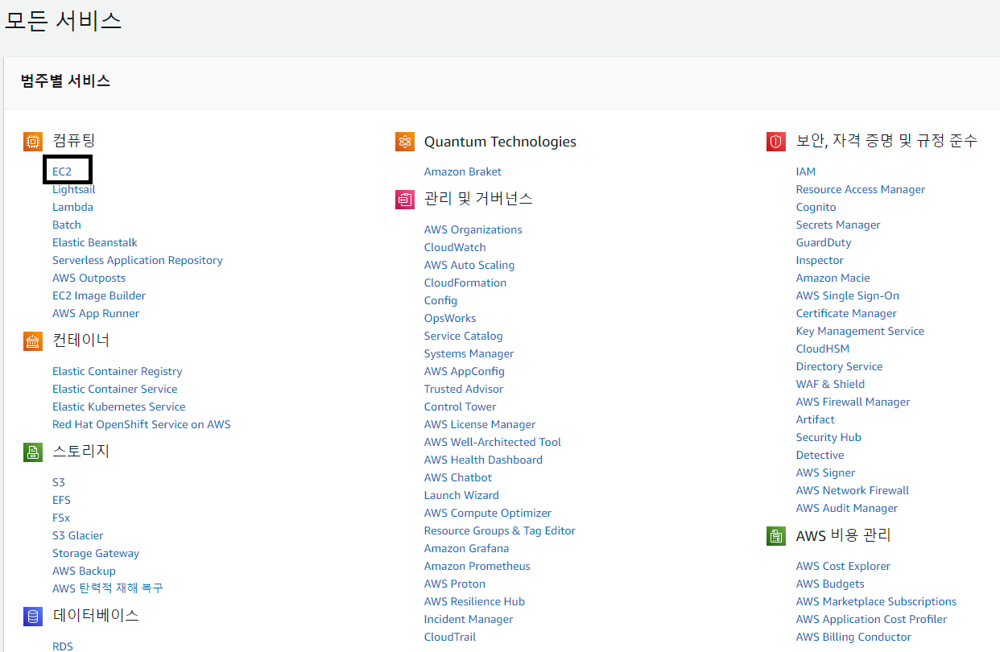 모든 서비스
범주별 서비스
컴퓨팅
EC2
Lightsail
Lambda
Batch
Elastic Beanstalk
Serverless Application Repository
AWS Outposts
EC2 Image Builder
AWS App Runner
컨테이너
Elastic Container Registry
Elastic Container Service
Elastic Kubernetes Service
Red Hat OpenShift Service on AWS
스토리지
S3
EFS
FSx
S3 Glacier
Storage Gateway
AWS Backup
AWS 탄력적 재해 복구
데이터베이스
RDS
Quantum Technologies
Amazon Braket
관리 및 거버넌스
AWS Organizations
CloudWatch
AWS Auto Scaling
CloudFormation
Config
OpsWorks
Service Catalog
Systems Manager
AWS AppConfig
Trusted Advisor
Control Tower
AWS License Manager
AWS Well-Architected Tool
AWS Health Dashboard
AWS Chatbot
Launch Wizard
AWS Compute Optimizer
Resource Groups & Tag Editor
Amazon Grafana
Amazon Prometheus
AWS Proton
AWS Resilience Hub
Incident Manager
CloudTrail
보안, 자격 증명 및 규정 준수
IAM
Resource Access Manager
Cognito
Secrets Manager
GuardDuty
Inspector
Amazon Macie
AWS Single Sign-On
Certificate Manager
Key Management Service
CloudHSM
Directory Service
WAF & Shield
AWS Firewall Manager
Artifact
Security Hub
Detective
AWS Signer
AWS Network Firewall
AWS Audit Manager
AWS 비용 관리
AWS Cost Explorer
AWS Budgets
AWS Marketplace Subscriptions
AWS Application Cost Profiler
AWS Billing Conductor